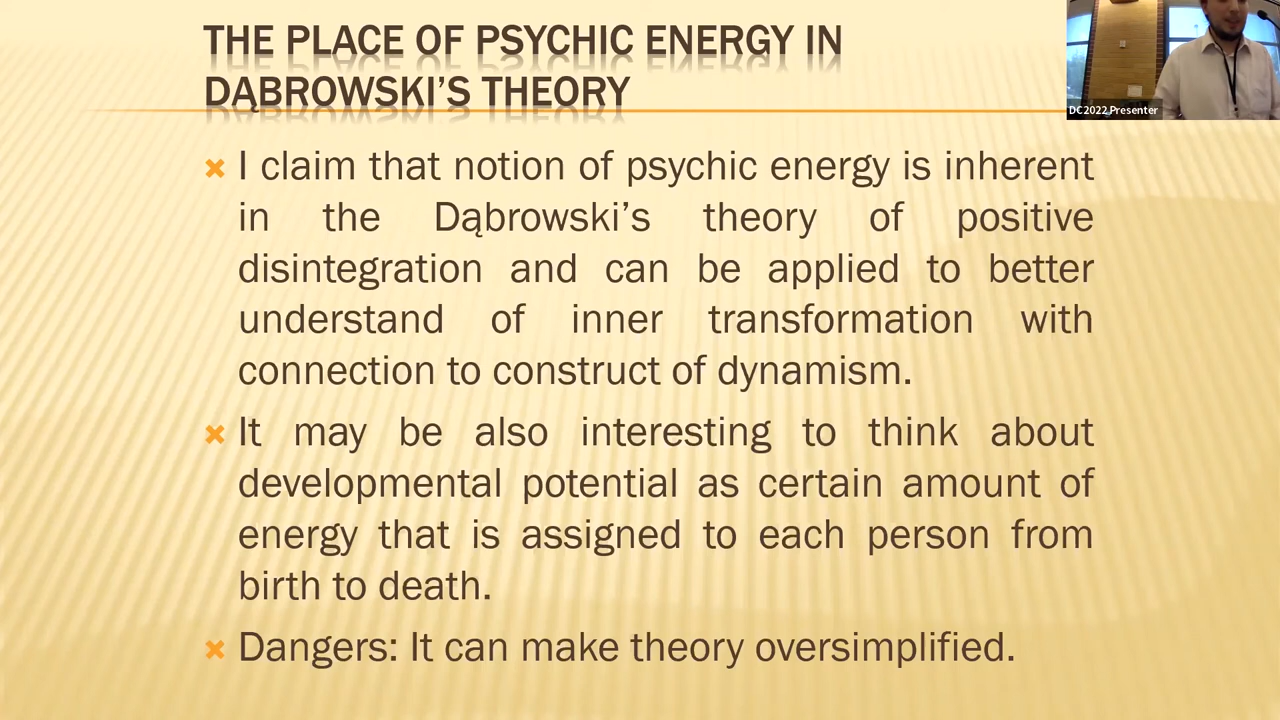 THE PLACE OF PSYCHIC ENERGY IN
DĄBROWSKI’S THEORY
DC2022 Presenter
I claim that notion of psychic energy is inherent
in the Dąbrowski’s theory of positive
disintegration and can be applied to better
understand of inner transformation with
connection to construct of dynamism.
It may be also interesting to think about
developmental potential as certain amount of
energy that is assigned to each person from
birth to death.
Dangers: It can make theory oversimplified.